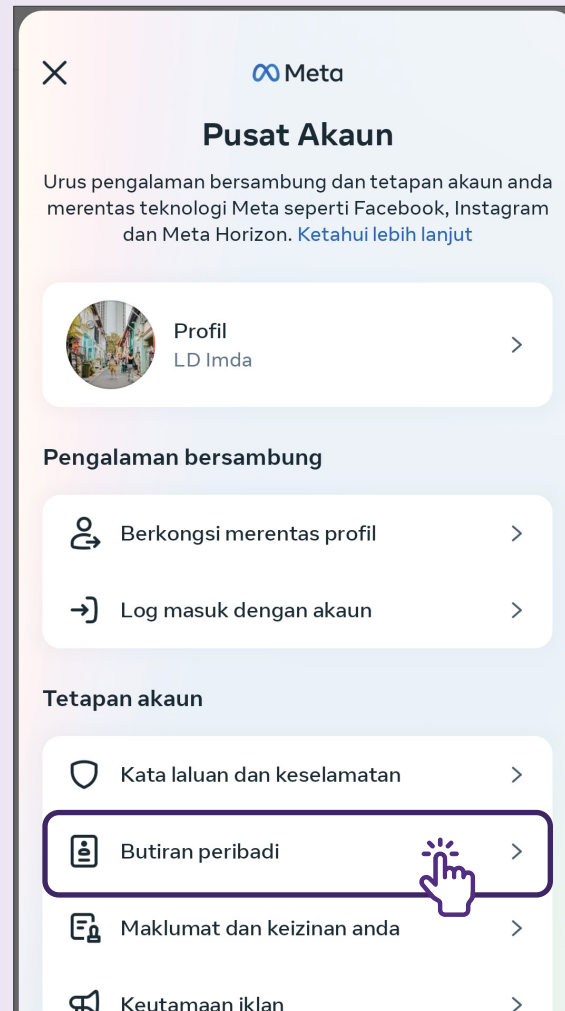 Meta
Pusat Akaun
Urus pengalaman bersambung dan tetapan akaun anda
merentas teknologi Meta seperti Facebook, Instagram
dan Meta Horizon. Ketahui lebih lanjut
Profil
LD Imda
Pengalaman bersambung
Berkongsi merentas profil
Log masuk dengan akaun
Tetapan akaun
Kata laluan dan keselamatan
Butiran peribadi
Maklumat dan keizinan anda
Keutamaan iklan